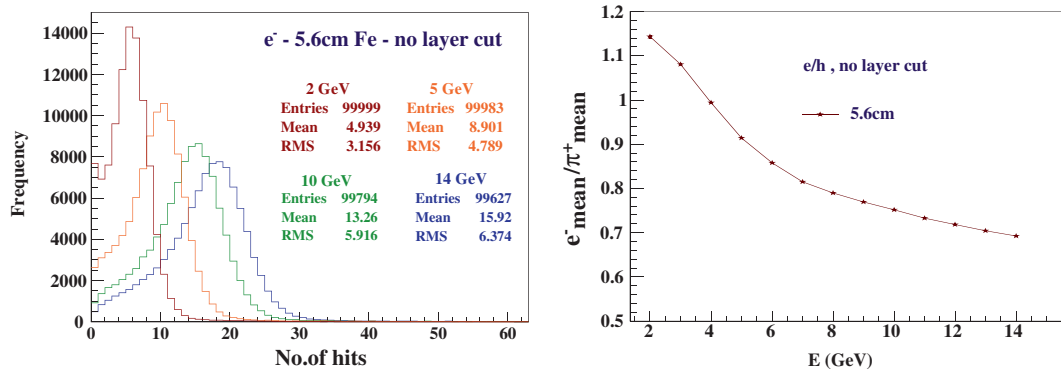 e⁻ - 5.6cm Fe - no layer cut
2 GeV
Entries 99999
Mean 4.939
RMS 3.156
5 GeV
Entries 99983
Mean 8.901
RMS 4.789
10 GeV
Entries 99794
Mean 13.26
RMS 5.916
14 GeV
Entries 99627
Mean 15.92
RMS 6.374
Frequency
14000
12000
10000
8000
6000
4000
2000
0
0 10 20 30 40 50 60
No.of hits
e/h , no layer cut
5.6cm
e⁻mean/π⁺mean
1.2
1.1
1
0.9
0.8
0.7
0.6
0.5
2 4 6 8 10 12 14
E (GeV)